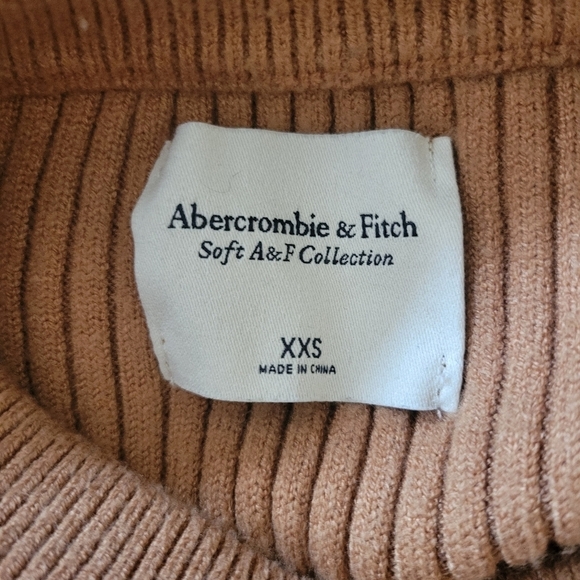 Abercrombie & Fitch
Soft A&F Collection
XXS
MADE IN CHINA